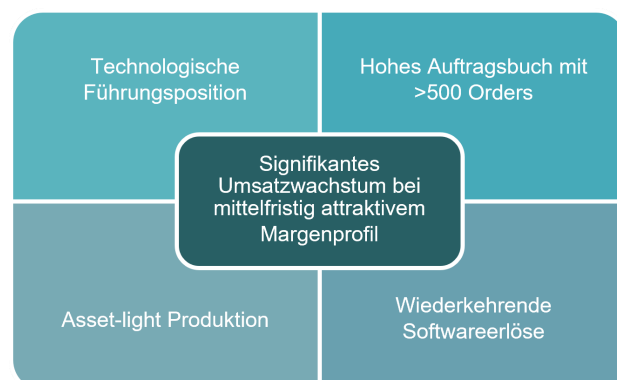 Technologische
Führungsposition
Hohes Auftragsbuch mit
>500 Orders
Signifikantes
Umsatzwachstum bei
mittelfristig attraktivem
Margenprofil
Asset-light Produktion
Wiederkehrende
Softwareerlöse